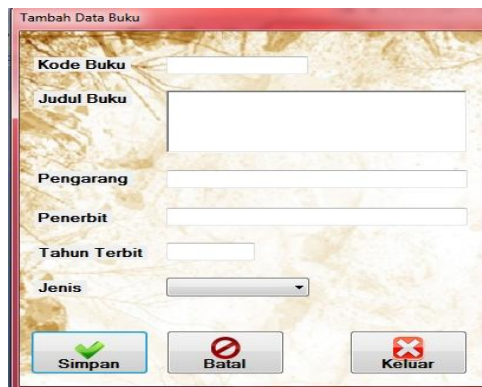 Tambah Data Buku
Kode Buku
Judul Buku
Pengarang
Penerbit
Tahun Terbit
Jenis
Simpan Batal Keluar